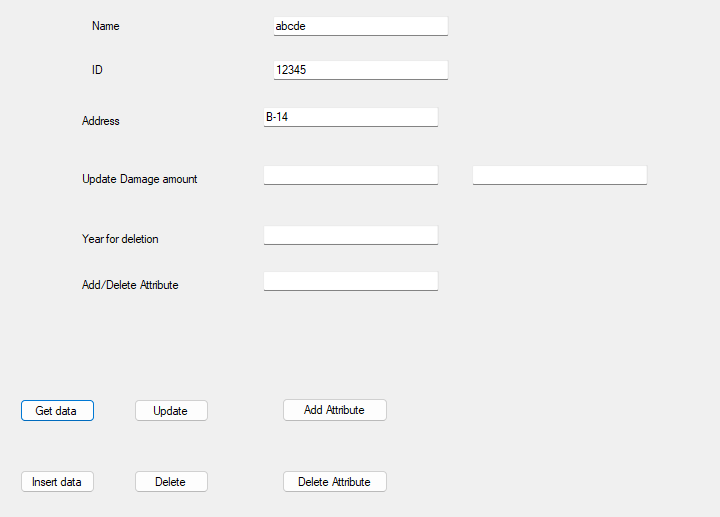 Name abcde
ID 12345
Address B-14
Update Damage amount
Year for deletion
Add/Delete Attribute
Get data Update Add Attribute
Insert data Delete Delete Attribute